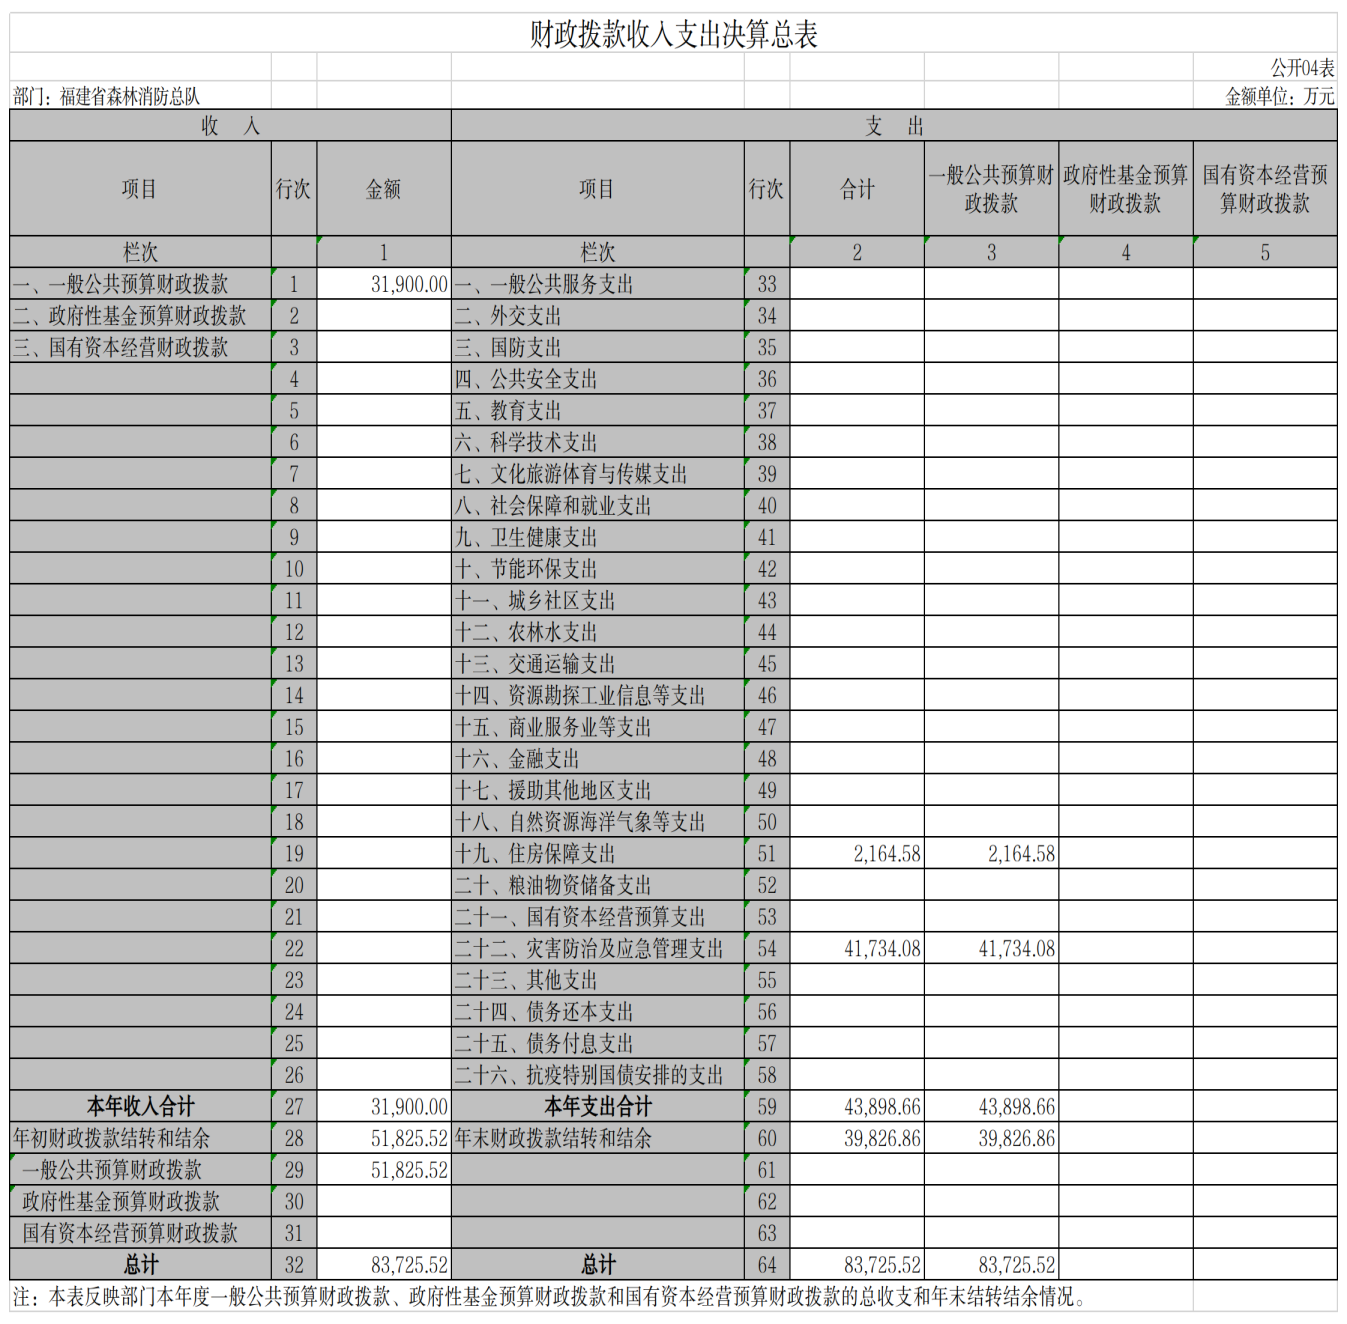 财政拨款收入支出决算总表
公开04表
部门：福建省森林消防总队 金额单位：万元
收 入 支 出
项目 行次 金额 项目 行次 合计 一般公共预算财政拨款 政府性基金预算财政拨款 国有资本经营预算财政拨款
栏次 1 栏次 2 3 4 5
一、一般公共预算财政拨款 1 31,900.00 一、一般公共服务支出 33
二、政府性基金预算财政拨款 2 二、外交支出 34
三、国有资本经营财政拨款 3 三、国防支出 35
4 四、公共安全支出 36
5 五、教育支出 37
6 六、科学技术支出 38
7 七、文化旅游体育与传媒支出 39
8 八、社会保障和就业支出 40
9 九、卫生健康支出 41
10 十、节能环保支出 42
11 十一、城乡社区支出 43
12 十二、农林水支出 44
13 十三、交通运输支出 45
14 十四、资源勘探工业信息等支出 46
15 十五、商业服务业等支出 47
16 十六、金融支出 48
17 十七、援助其他地区支出 49
18 十八、自然资源海洋气象等支出 50
19 十九、住房保障支出 51 2,164.58 2,164.58
20 二十、粮油物资储备支出 52
21 二十一、国有资本经营预算支出 53
22 二十二、灾害防治及应急管理支出 54 41,734.08 41,734.08
23 二十三、其他支出 55
24 二十四、债务还本支出 56
25 二十五、债务付息支出 57
26 二十六、抗疫特别国债安排的支出 58
本年收入合计 27 31,900.00 本年支出合计 59 43,898.66 43,898.66
年初财政拨款结转和结余 28 51,825.52 年末财政拨款结转和结余 60 39,826.86 39,826.86
一般公共预算财政拨款 29 51,825.52 61
政府性基金预算财政拨款 30 62
国有资本经营预算财政拨款 31 63
总计 32 83,725.52 总计 64 83,725.52 83,725.52
注：本表反映部门本年度一般公共预算财政拨款、政府性基金预算财政拨款和国有资本经营预算财政拨款的总收支和年末结转结余情况。